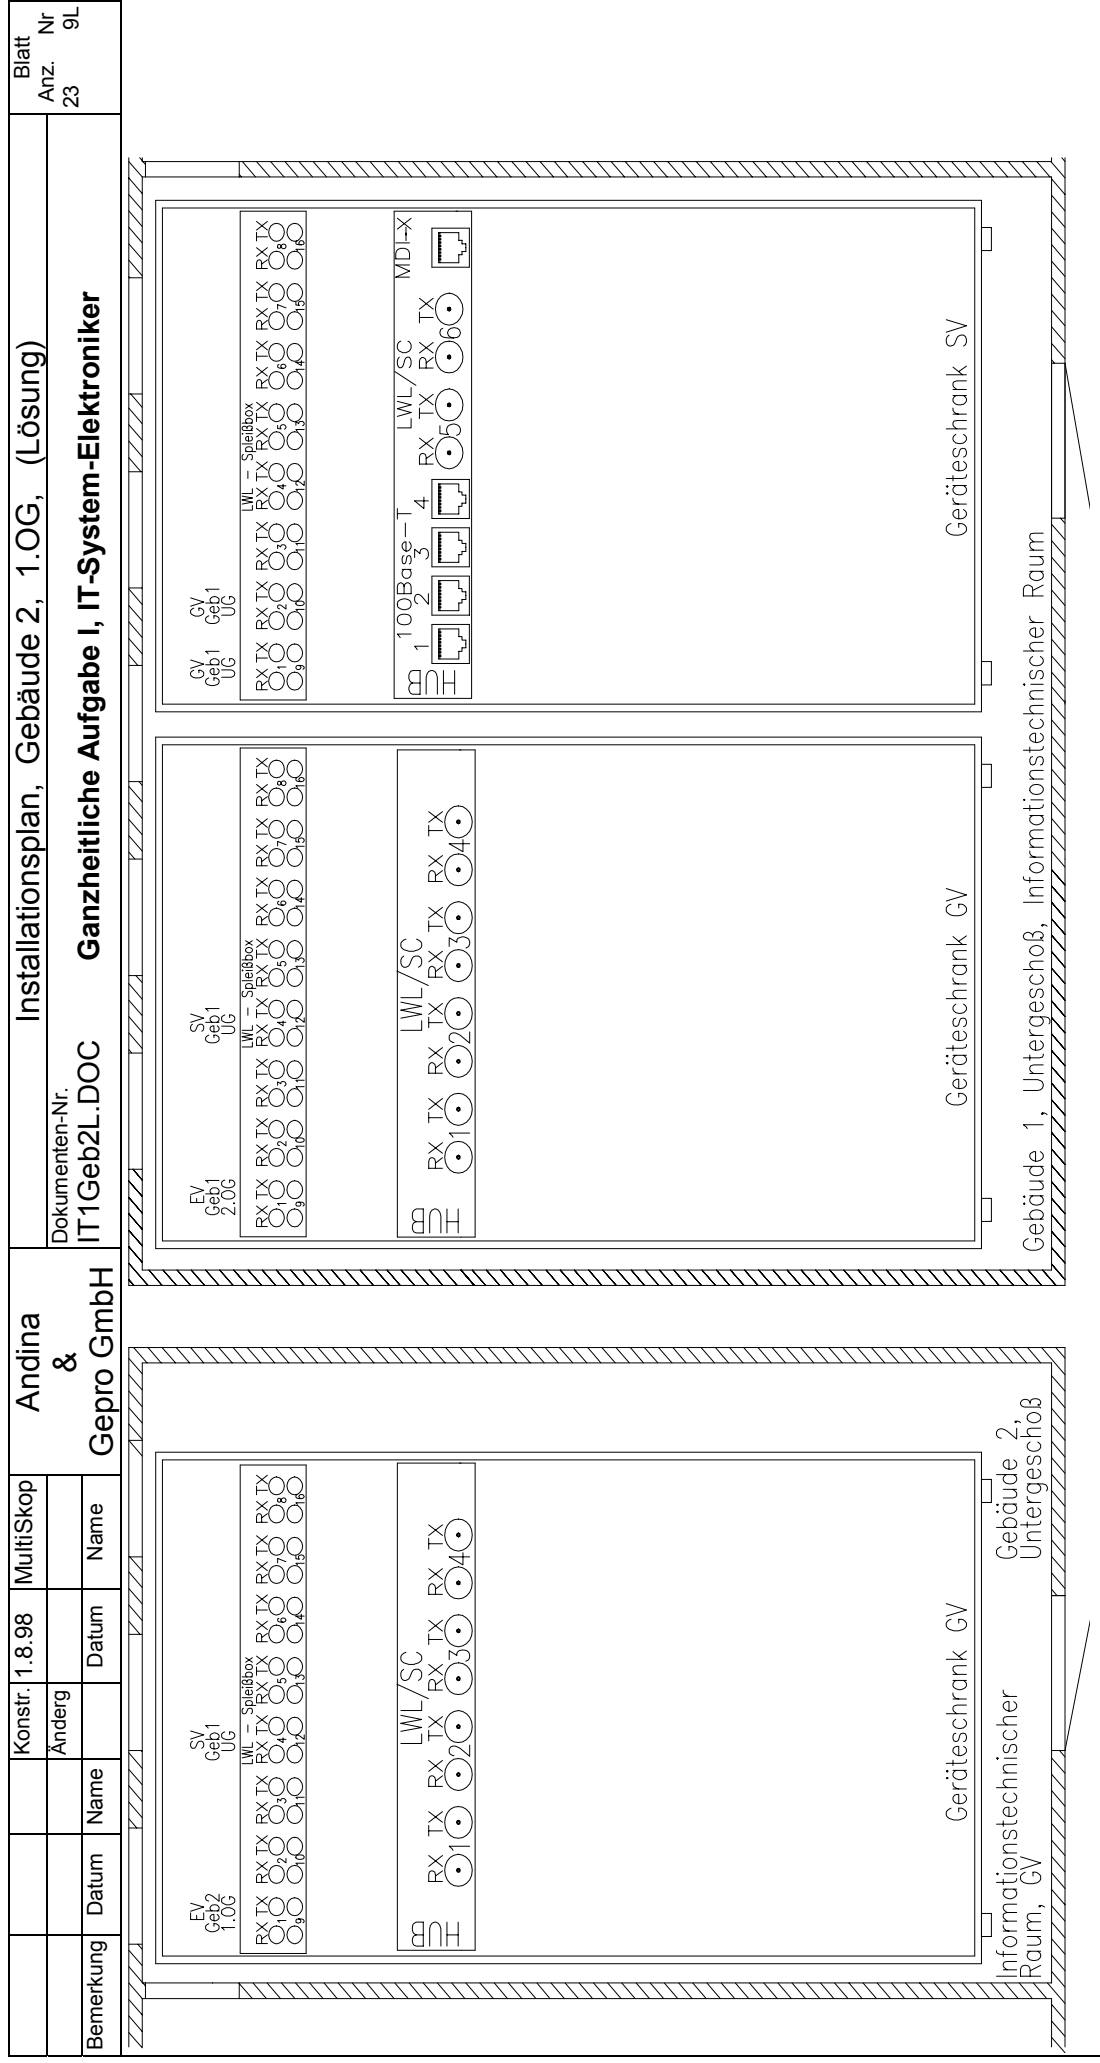 Bemerkung Datum Name
Konstr. 1.8.98 MultiSkop
Änderg
Datum Name
Andina
&
Gepro GmbH
Installationsplan, Gebäude 2, 1.OG, (Lösung)
Dokumenten-Nr.
IT1Geb2L.DOC Ganzheitliche Aufgabe I, IT-System-Elektroniker
Blatt
Anz. Nr
23 9L
EV
Geb2
1.OG
SV
Geb1
UG
LWL - Spleißbox
RX TX RX TX RX TX RX TX RX TX RX TX RX TX RX TX
1 2 3 4 5 6 7 8
9 10 11 12 13 14 15 16
HUB
LWL/SC
RX TX RX TX RX TX RX TX
1 2 3 4
Geräteschrank GV
Informationstechnischer
Raum, GV
Gebäude 2,
Untergeschoß
EV
Geb1
2.OG
SV
Geb1
UG
LWL - Spleißbox
RX TX RX TX RX TX RX TX RX TX RX TX RX TX RX TX
1 2 3 4 5 6 7 8
9 10 11 12 13 14 15 16
HUB
LWL/SC
RX TX RX TX RX TX RX TX
1 2 3 4
Geräteschrank GV
GV
Geb1
UG
GV
Geb1
UG
LWL - Spleißbox
RX TX RX TX RX TX RX TX RX TX RX TX RX TX RX TX
1 2 3 4 5 6 7 8
9 10 11 12 13 14 15 16
HUB
100Base-T
1 2 3 4
LWL/SC
RX TX RX TX
5 6
MDI-X
Geräteschrank SV
Gebäude 1, Untergeschoß, Informationstechnischer Raum